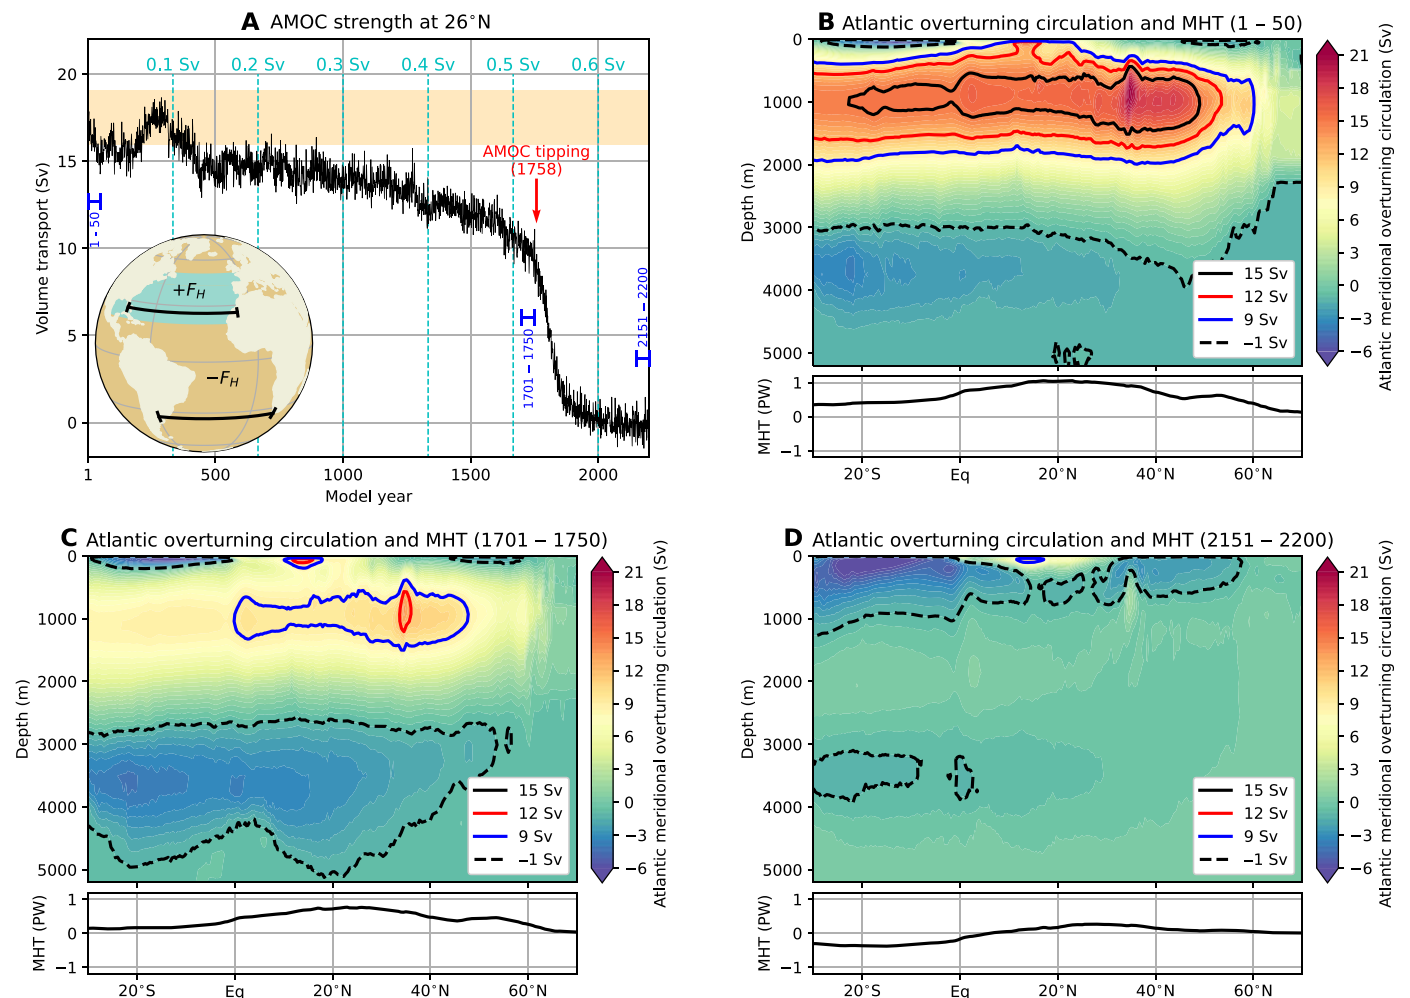 A AMOC strength at 26°N
0.1 Sv 0.2 Sv 0.3 Sv 0.4 Sv 0.5 Sv 0.6 Sv
AMOC tipping
(1758)
1 - 50
1701 – 1750
2151 – 2200
+F_H
−F_H
Volume transport (Sv)
20
15
10
5
0
1 500 1000 1500 2000
Model year
B Atlantic overturning circulation and MHT (1 – 50)
Depth (m)
0
1000
2000
3000
4000
5000
15 Sv
12 Sv
9 Sv
−1 Sv
21
18
15
12
9
6
3
0
−3
−6
Atlantic meridional overturning circulation (Sv)
MHT (PW)
1
0
−1
20°S Eq 20°N 40°N 60°N
C Atlantic overturning circulation and MHT (1701 – 1750)
Depth (m)
0
1000
2000
3000
4000
5000
15 Sv
12 Sv
9 Sv
−1 Sv
21
18
15
12
9
6
3
0
−3
−6
Atlantic meridional overturning circulation (Sv)
MHT (PW)
1
0
−1
20°S Eq 20°N 40°N 60°N
D Atlantic overturning circulation and MHT (2151 – 2200)
Depth (m)
0
1000
2000
3000
4000
5000
15 Sv
12 Sv
9 Sv
−1 Sv
21
18
15
12
9
6
3
0
−3
−6
Atlantic meridional overturning circulation (Sv)
MHT (PW)
1
0
−1
20°S Eq 20°N 40°N 60°N